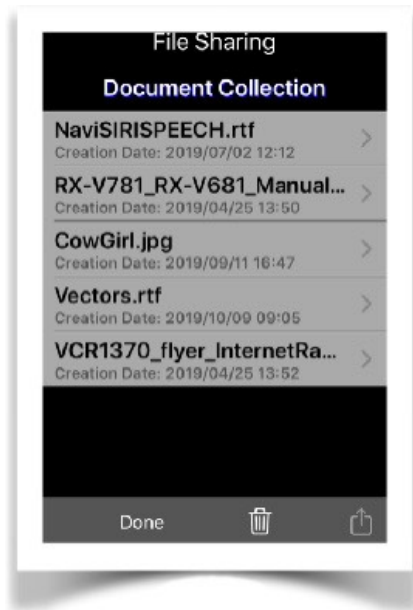 File Sharing
Document Collection
NaviSIRISPEECH.rtf
Creation Date: 2019/07/02 12:12
RX-V781_RX-V681_Manual...
Creation Date: 2019/04/25 13:50
CowGirl.jpg
Creation Date: 2019/09/11 16:47
Vectors.rtf
Creation Date: 2019/10/09 09:05
VCR1370_flyer_InternetRa...
Creation Date: 2019/04/25 13:52
Done